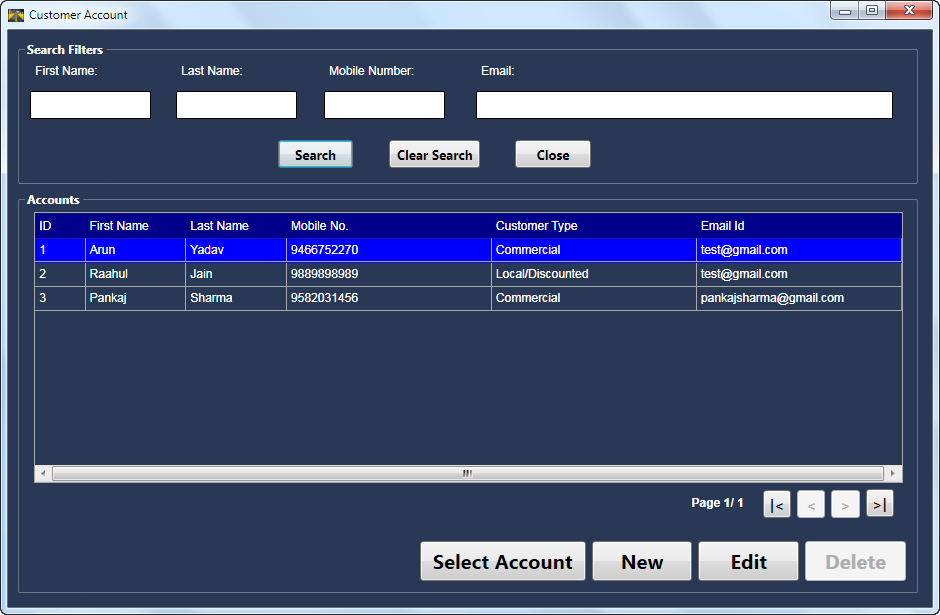 Customer Account
Search Filters
First Name: Last Name: Mobile Number: Email:
Search Clear Search Close
Accounts
ID First Name Last Name Mobile No. Customer Type Email Id
1 Arun Yadav 9466752270 Commercial test@gmail.com
2 Raahul Jain 9889898989 Local/Discounted test@gmail.com
3 Pankaj Sharma 9582031456 Commercial pankajsharma@gmail.com
Page 1/ 1 |< < > >|
Select Account New Edit Delete